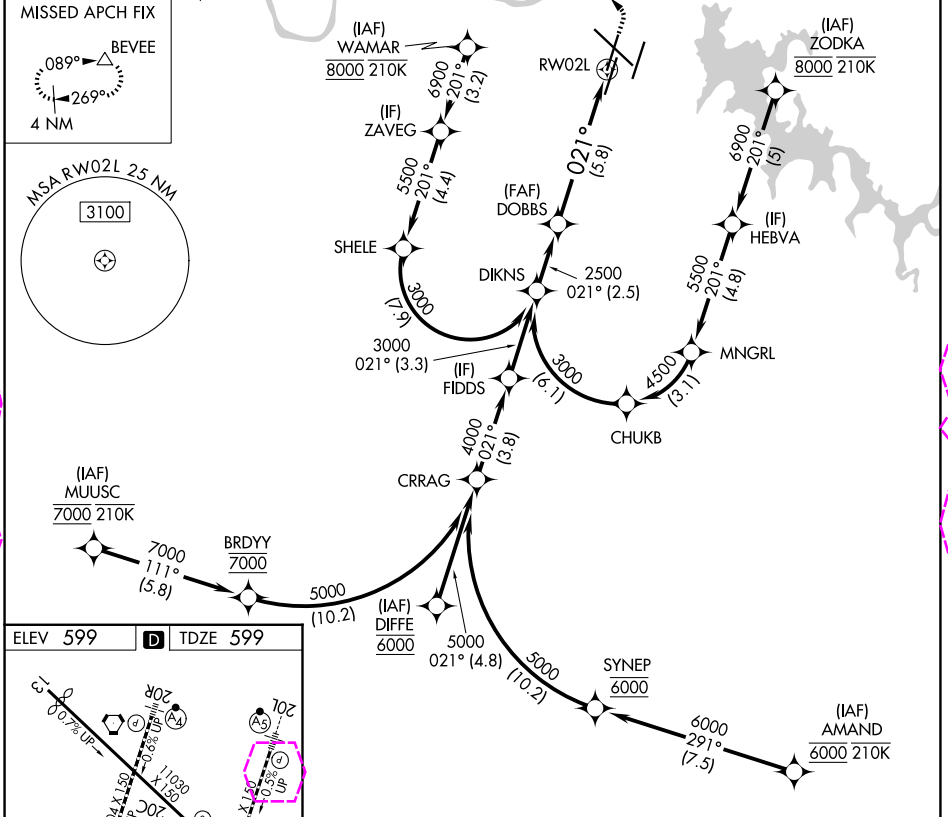 MISSED APCH FIX
BEVEE
089°
269°
4 NM
MSA RW02L 25 NM
3100
(IAF)
WAMAR
8000 210K
6900
201°
(3.2)
(IF)
ZAVEG
5500
201°
(4.4)
SHELE
3000
(7.9)
RW02L
021°
(5.8)
(FAF)
DOBBS
DIKNS
2500
021° (2.5)
3000
021° (3.3)
(IF)
FIDDS
4000
021°
(3.8)
CRRAG
(IAF)
ZODKA
8000 210K
6900
201°
(5)
(IF)
HEBVA
5500
201°
(4.8)
MNGRL
4500
(3.1)
CHUKB
3000
(6.1)
(IAF)
MUUSC
7000 210K
7000
111°
(5.8)
BRDYY
7000
5000
(10.2)
(IAF)
DIFFE
6000
5000
021° (4.8)
5000
(10.2)
SYNEP
6000
6000
291°
(7.5)
(IAF)
AMAND
6000 210K
ELEV 599
D
TDZE 599
13
0.7% UP
20R
A4
P
0.6% UP
11030
X 150
04 X 150
20C
A5
20L
P
0.5%
UP
X 150